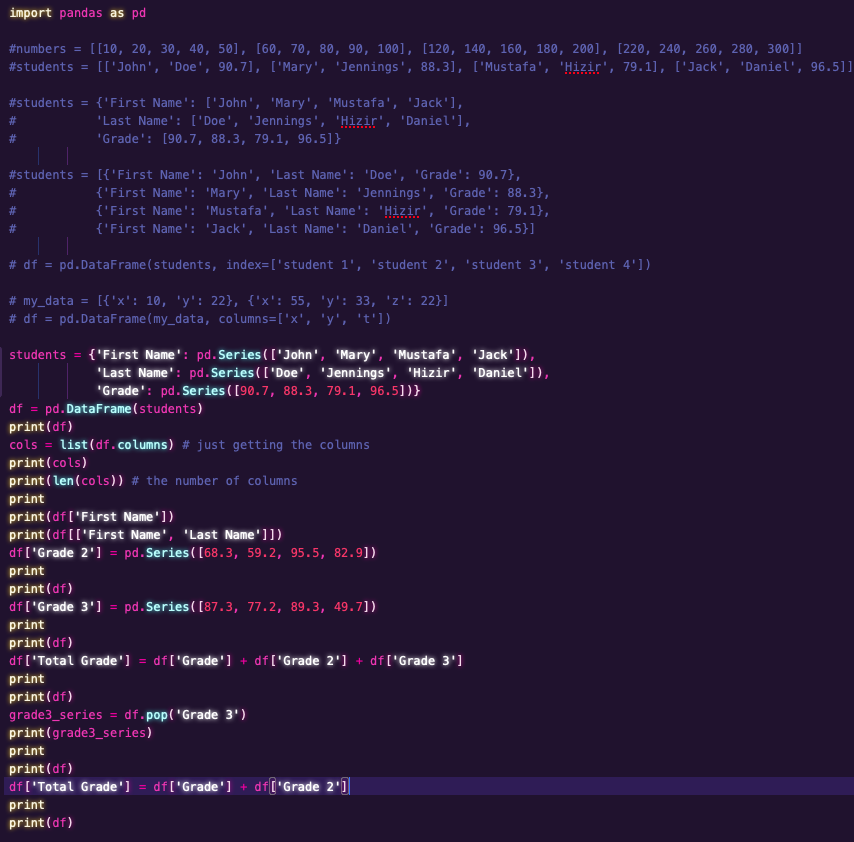 import pandas as pd
#numbers = [[10, 20, 30, 40, 50], [60, 70, 80, 90, 100], [120, 140, 160, 180, 200], [220, 240, 260, 280, 300]]
#students = [['John', 'Doe', 90.7], ['Mary', 'Jennings', 88.3], ['Mustafa', 'Hizir', 79.1], ['Jack', 'Daniel', 96.5]]
#students = {'First Name': ['John', 'Mary', 'Mustafa', 'Jack'],
#           'Last Name': ['Doe', 'Jennings', 'Hizir', 'Daniel'],
#           'Grade': [90.7, 88.3, 79.1, 96.5]}
#students = [{'First Name': 'John', 'Last Name': 'Doe', 'Grade': 90.7},
#           {'First Name': 'Mary', 'Last Name': 'Jennings', 'Grade': 88.3},
#           {'First Name': 'Mustafa', 'Last Name': 'Hizir', 'Grade': 79.1},
#           {'First Name': 'Jack', 'Last Name': 'Daniel', 'Grade': 96.5}]
# df = pd.DataFrame(students, index=['student 1', 'student 2', 'student 3', 'student 4'])
# my_data = [{'x': 10, 'y': 22}, {'x': 55, 'y': 33, 'z': 22}]
# df = pd.DataFrame(my_data, columns=['x', 'y', 't'])
students = {'First Name': pd.Series(['John', 'Mary', 'Mustafa', 'Jack']),
            'Last Name': pd.Series(['Doe', 'Jennings', 'Hizir', 'Daniel']),
            'Grade': pd.Series([90.7, 88.3, 79.1, 96.5])}
df = pd.DataFrame(students)
print(df)
cols = list(df.columns) # just getting the columns
print(cols)
print(len(cols)) # the number of columns
print
print(df['First Name'])
print(df[['First Name', 'Last Name']])
df['Grade 2'] = pd.Series([68.3, 59.2, 95.5, 82.9])
print
print(df)
df['Grade 3'] = pd.Series([87.3, 77.2, 89.3, 49.7])
print
print(df)
df['Total Grade'] = df['Grade'] + df['Grade 2'] + df['Grade 3']
print
print(df)
grade3_series = df.pop('Grade 3')
print(grade3_series)
print
print(df)
df['Total Grade'] = df['Grade'] + df['Grade 2']
print
print(df)